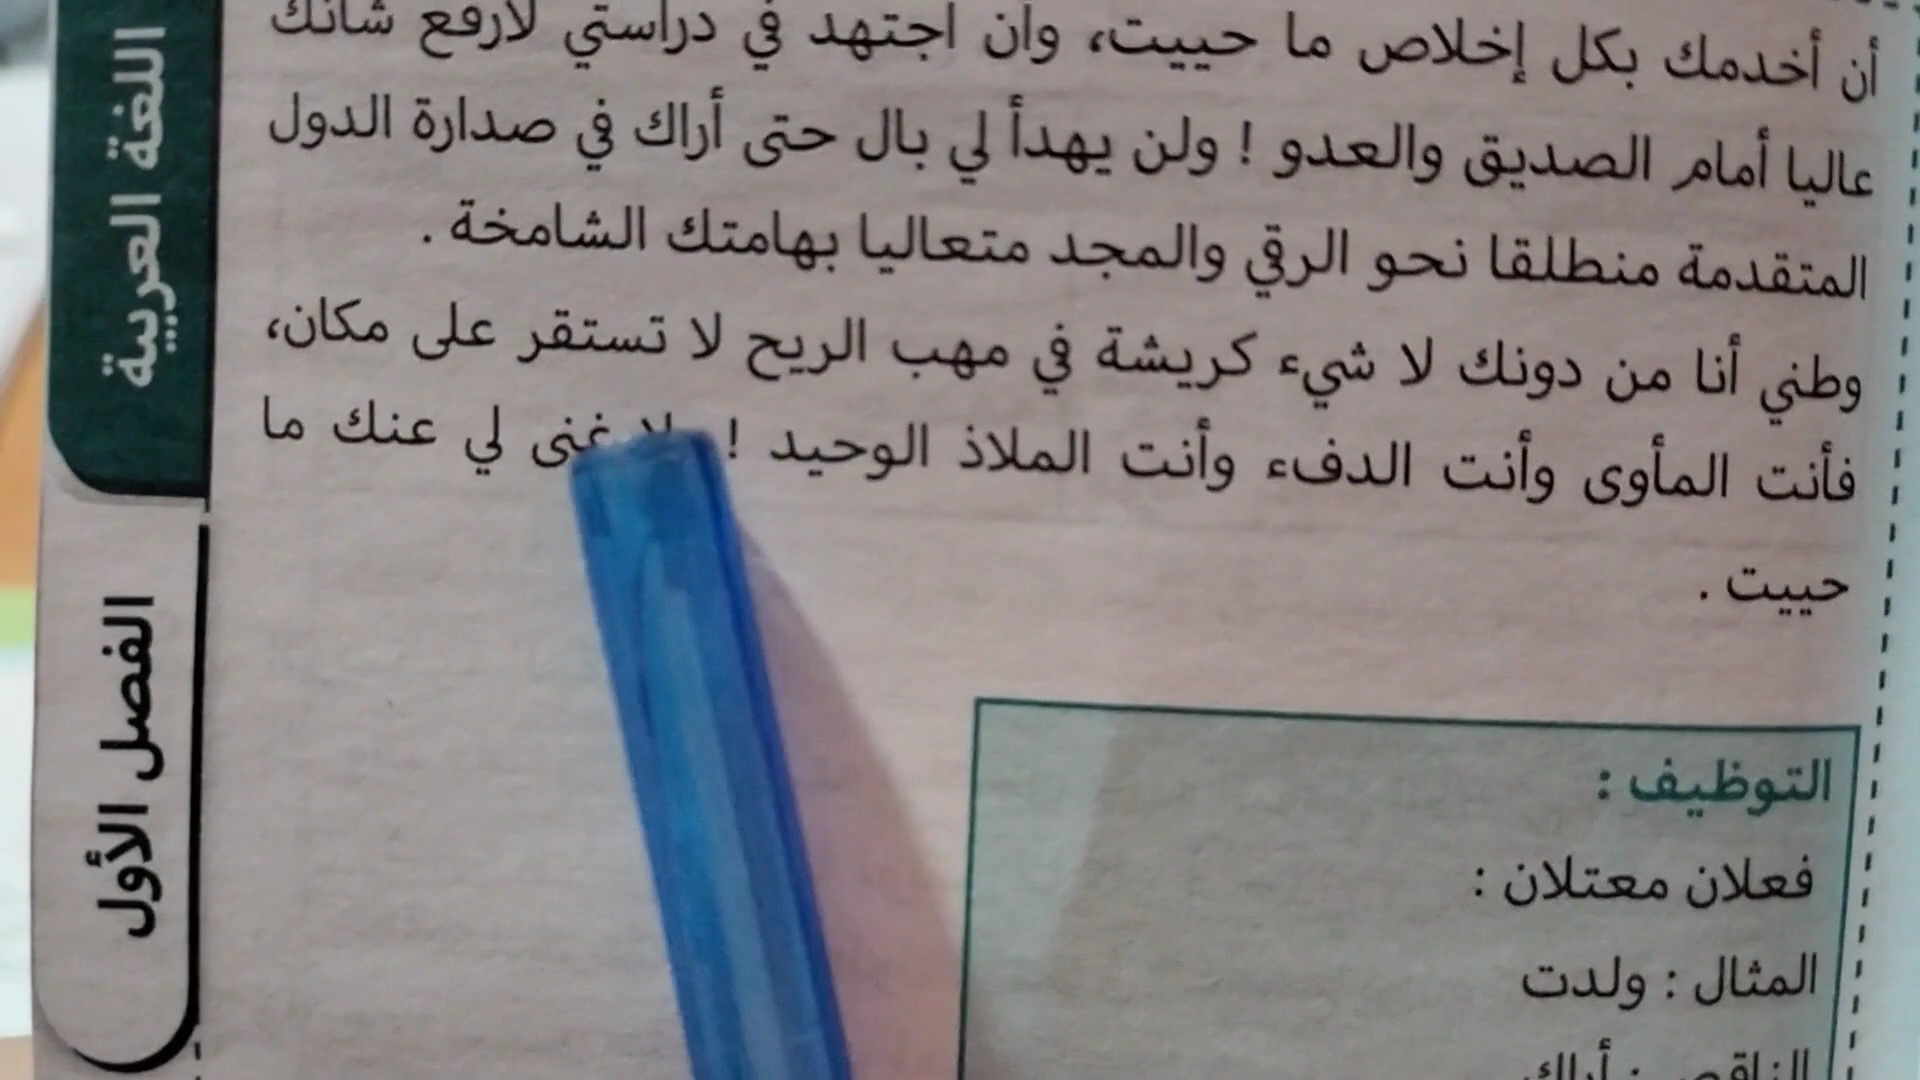 أن أخدمك بكل إخلاص ما حييت، وأن أجتهد في دراستي لأرفع شأنك
عاليا أمام الصديق والعدو ! ولن يهدأ لي بال حتى أراك في صدارة الدول
المتقدمة منطلقا نحو الرقي والمجد متعاليا بهامتك الشامخة .
وطني أنا من دونك لا شيء كريشة في مهب الريح لا تستقر على مكان،
فأنت المأوى وأنت الدفء وأنت الملاذ الوحيد ! غنى لي عنك ما
حييت .
التوظيف :
فعلان معتلان :
المثال : ولدت
الناقص : أراك
اللغة العربية
الفصل الأول